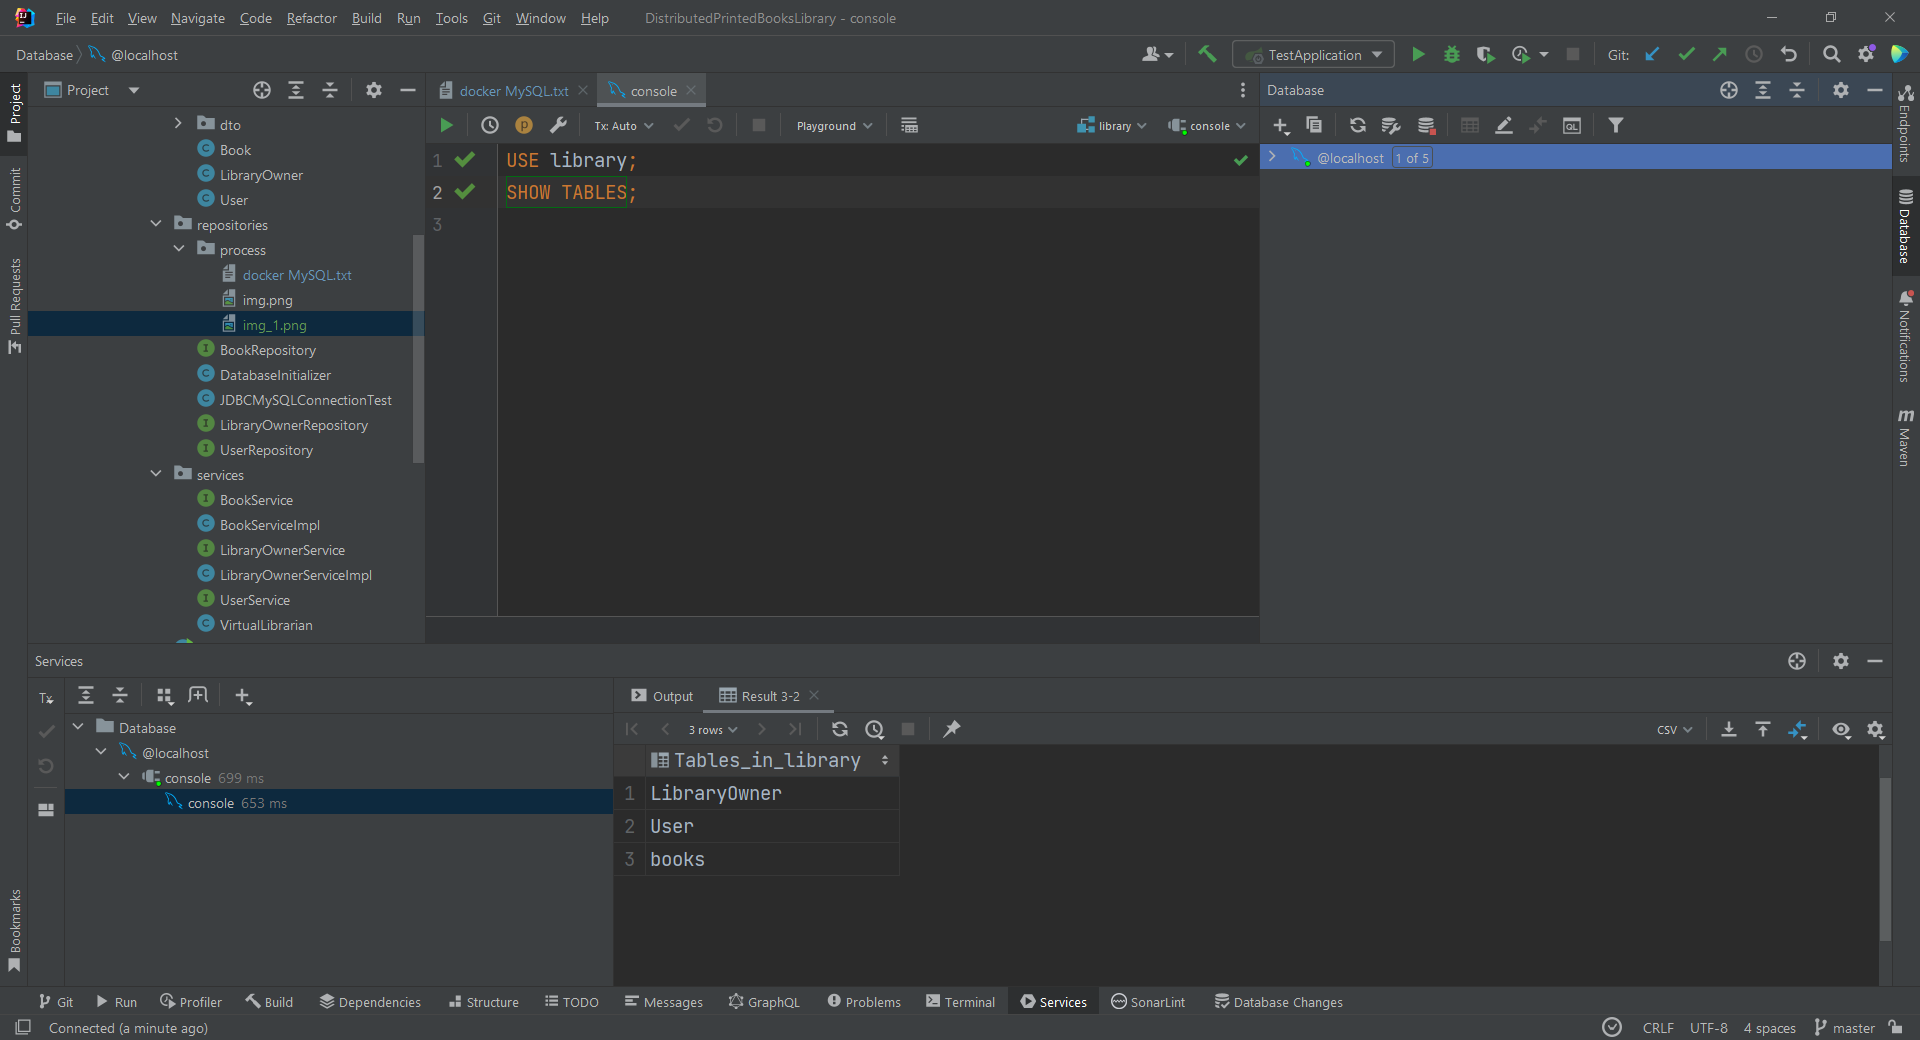 File Edit View Navigate Code Refactor Build Run Tools Git Window Help DistributedPrintedBooksLibrary - console
Database @localhost TestApplication Git:
Project
docker MySQL.txt console
Database
dto
Book
LibraryOwner
User
repositories
process
docker MySQL.txt
img.png
img_1.png
BookRepository
DatabaseInitializer
JDBCMySQLConnectionTest
LibraryOwnerRepository
UserRepository
services
BookService
BookServiceImpl
LibraryOwnerService
LibraryOwnerServiceImpl
UserService
VirtualLibrarian
Tx: Auto Playground library console
1 USE library;
2 SHOW TABLES;
3
@localhost 1 of 5
Project
Commit
Pull Requests
Bookmarks
Endpoints
Database
Notifications
Maven
Services
Tx
Database
@localhost
console 699 ms
console 653 ms
Output Result 3-2
3 rows CSV
Tables_in_library
1 LibraryOwner
2 User
3 books
Git Run Profiler Build Dependencies Structure TODO Messages GraphQL Problems Terminal Services SonarLint Database Changes
Connected (a minute ago) CRLF UTF-8 4 spaces master